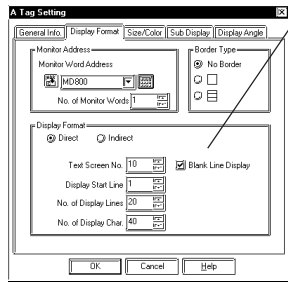 A Tag Setting
General Info. Display Format Size/Color Sub Display Display Angle
Monitor Address
Monitor Word Address
MD800
No. of Monitor Words 1
Border Type
No Border
Display Format
Direct Indirect
Text Screen No. 10
Blank Line Display
Display Start Line 1
No. of Display Lines 20
No. of Display Char. 40
OK Cancel Help